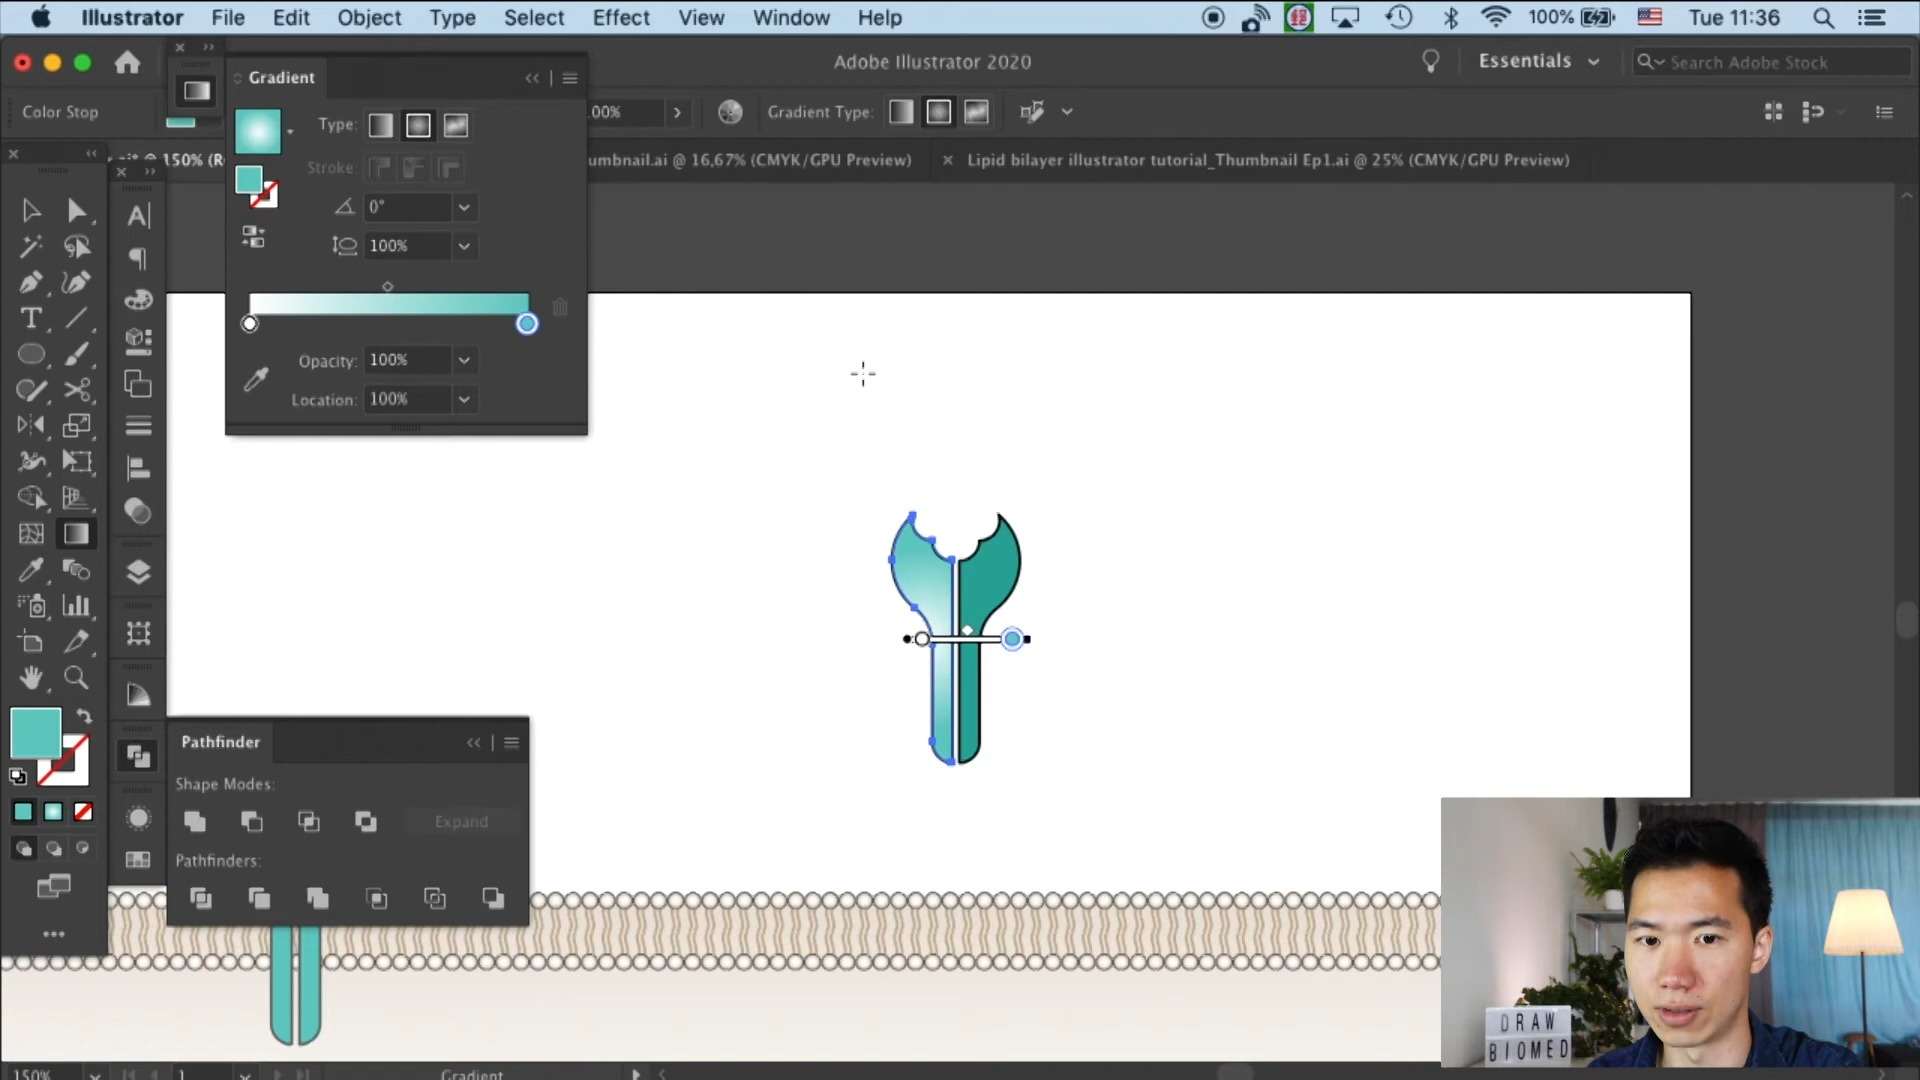 Illustrator File Edit Object Type Select Effect View Window Help 100% Tue 11:36
Adobe Illustrator 2020
Essentials
Search Adobe Stock
Color Stop
Gradient
.00%
Gradient Type:
150% (R
umbnail.ai @ 16,67% (CMYK/GPU Preview)
Lipid bilayer illustrator tutorial_Thumbnail Ep1.ai @ 25% (CMYK/GPU Preview)
Type:
Stroke:
0°
100%
Opacity: 100%
Location: 100%
Pathfinder
Shape Modes:
Expand
Pathfinders:
DRAW
BIOMED
150%
1
Gradient